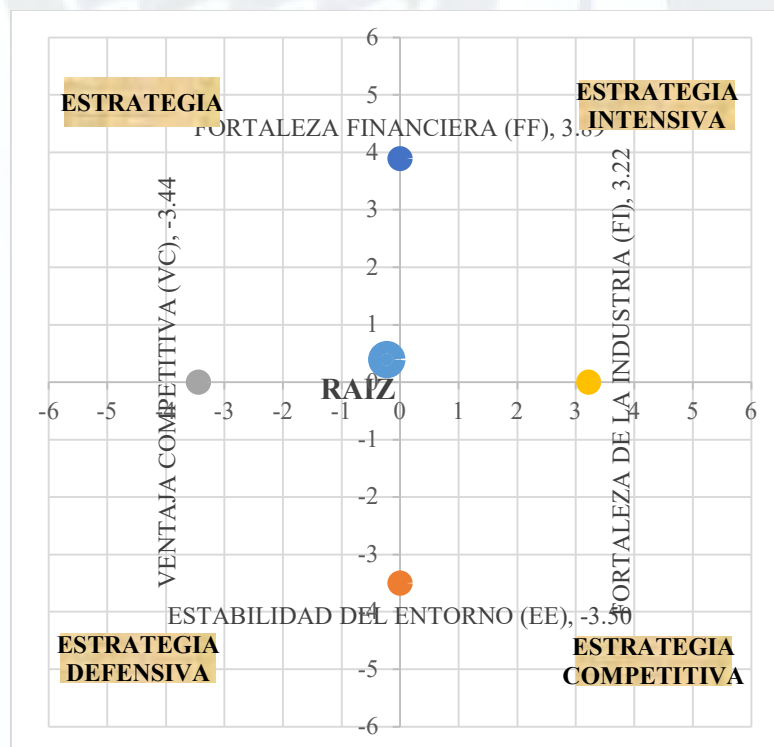 6
ESTRATEGIA
5
ESTRATEGIA
INTENSIVA
FORTALEZA FINANCIERA (FF), 3.89
4
VENTAJA COMPETITIVA (VC), -3.44
FORTALEZA DE LA INDUSTRIA (FI), 3.22
3
2
1
0
RAÍZ
-6 -5 -4 -3 -2 -1 0 1 2 3 4 5 6
-1
-2
-3
-4
ESTABILIDAD DEL ENTORNO (EE), -3.50
ESTRATEGIA
DEFENSIVA
ESTRATEGIA
COMPETITIVA
-5
-6